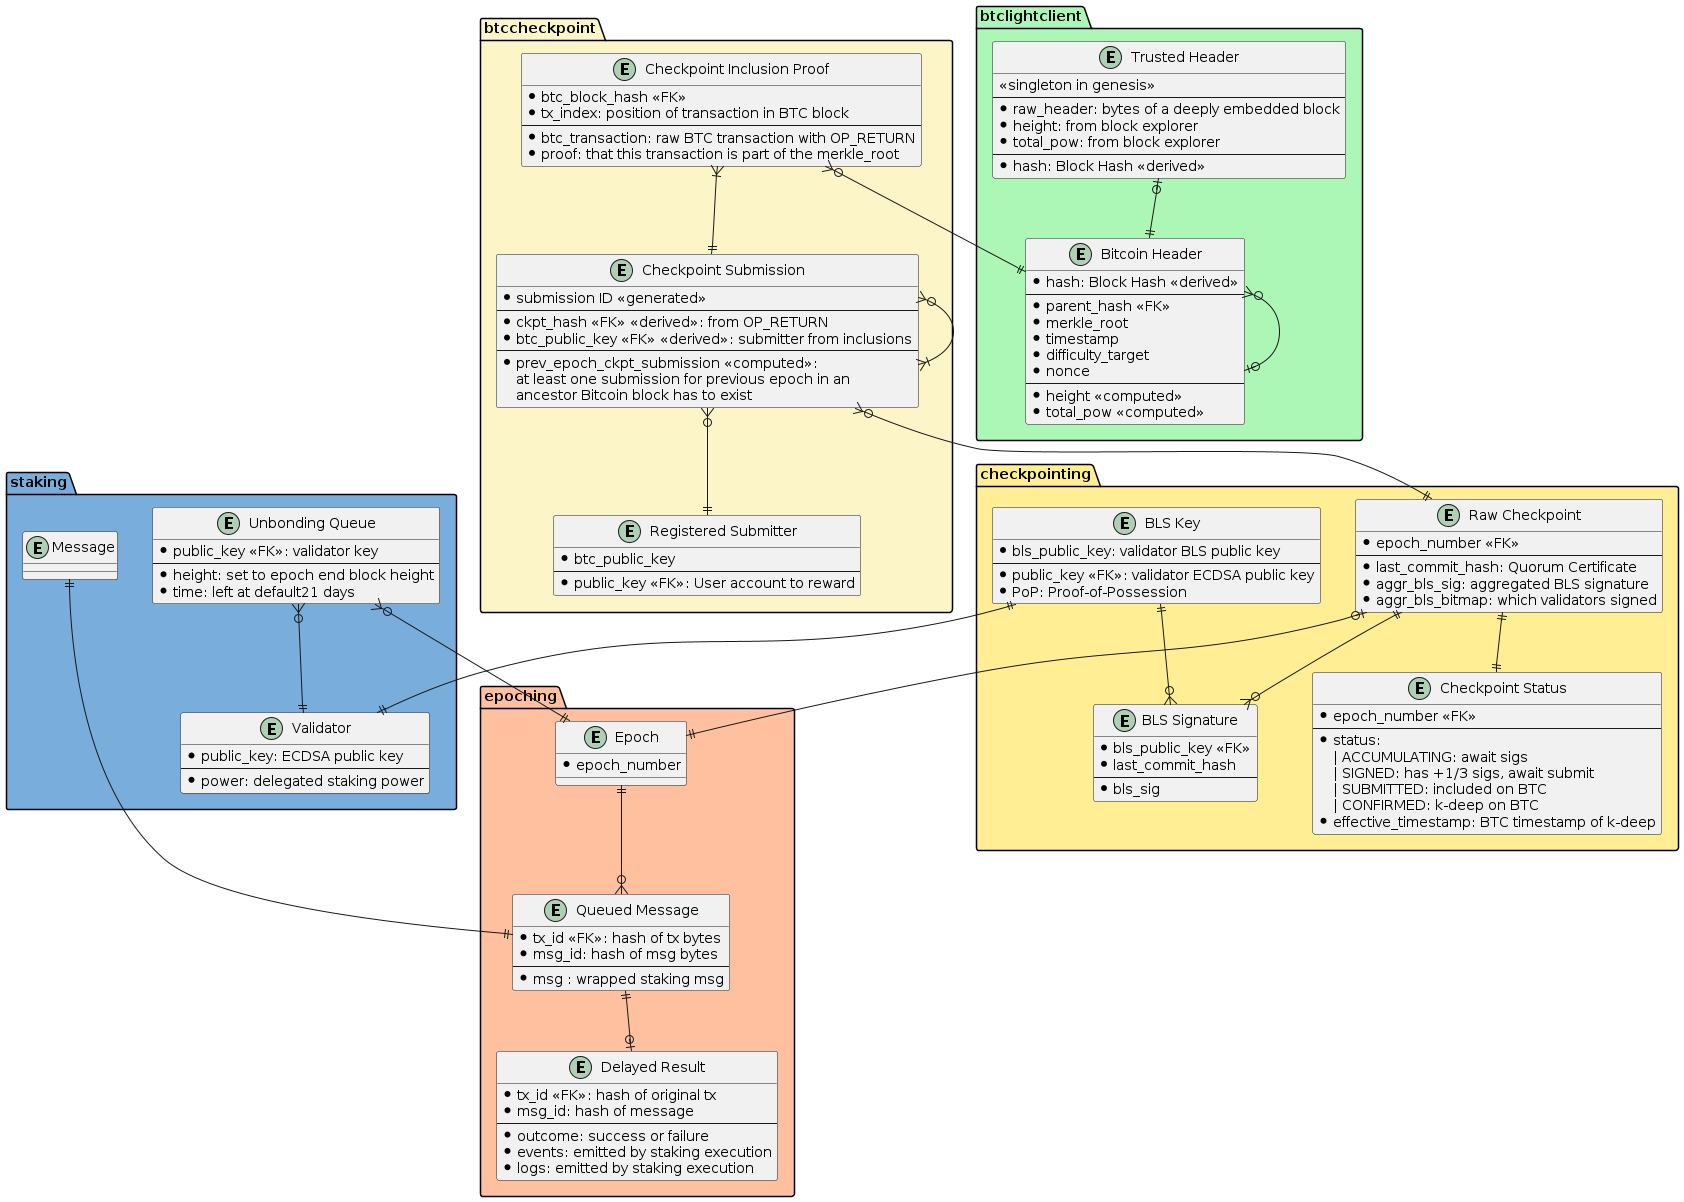 btccheckpoint
Checkpoint Inclusion Proof
btc_block_hash «FK»
tx_index: position of transaction in BTC block
btc_transaction: raw BTC transaction with OP_RETURN
proof: that this transaction is part of the merkle_root
Checkpoint Submission
submission ID «generated»
ckpt_hash «FK» «derived»: from OP_RETURN
btc_public_key «FK» «derived»: submitter from inclusions
prev_epoch_ckpt_submission «computed»:
at least one submission for previous epoch in an
ancestor Bitcoin block has to exist
Registered Submitter
btc_public_key
public_key «FK»: User account to reward
btclightclient
Trusted Header
«singleton in genesis»
raw_header: bytes of a deeply embedded block
height: from block explorer
total_pow: from block explorer
hash: Block Hash «derived»
Bitcoin Header
hash: Block Hash «derived»
parent_hash «FK»
merkle_root
timestamp
difficulty_target
nonce
height «computed»
total_pow «computed»
staking
Message
Unbonding Queue
public_key «FK»: validator key
height: set to epoch end block height
time: left at default21 days
Validator
public_key: ECDSA public key
power: delegated staking power
checkpointing
BLS Key
bls_public_key: validator BLS public key
public_key «FK»: validator ECDSA public key
PoP: Proof-of-Possession
Raw Checkpoint
epoch_number «FK»
last_commit_hash: Quorum Certificate
aggr_bls_sig: aggregated BLS signature
aggr_bls_bitmap: which validators signed
BLS Signature
bls_public_key «FK»
last_commit_hash
bls_sig
Checkpoint Status
epoch_number «FK»
status:
| ACCUMULATING: await sigs
| SIGNED: has +1/3 sigs, await submit
| SUBMITTED: included on BTC
| CONFIRMED: k-deep on BTC
effective_timestamp: BTC timestamp of k-deep
epoching
Epoch
epoch_number
Queued Message
tx_id «FK»: hash of tx bytes
msg_id: hash of msg bytes
msg : wrapped staking msg
Delayed Result
tx_id «FK»: hash of original tx
msg_id: hash of message
outcome: success or failure
events: emitted by staking execution
logs: emitted by staking execution